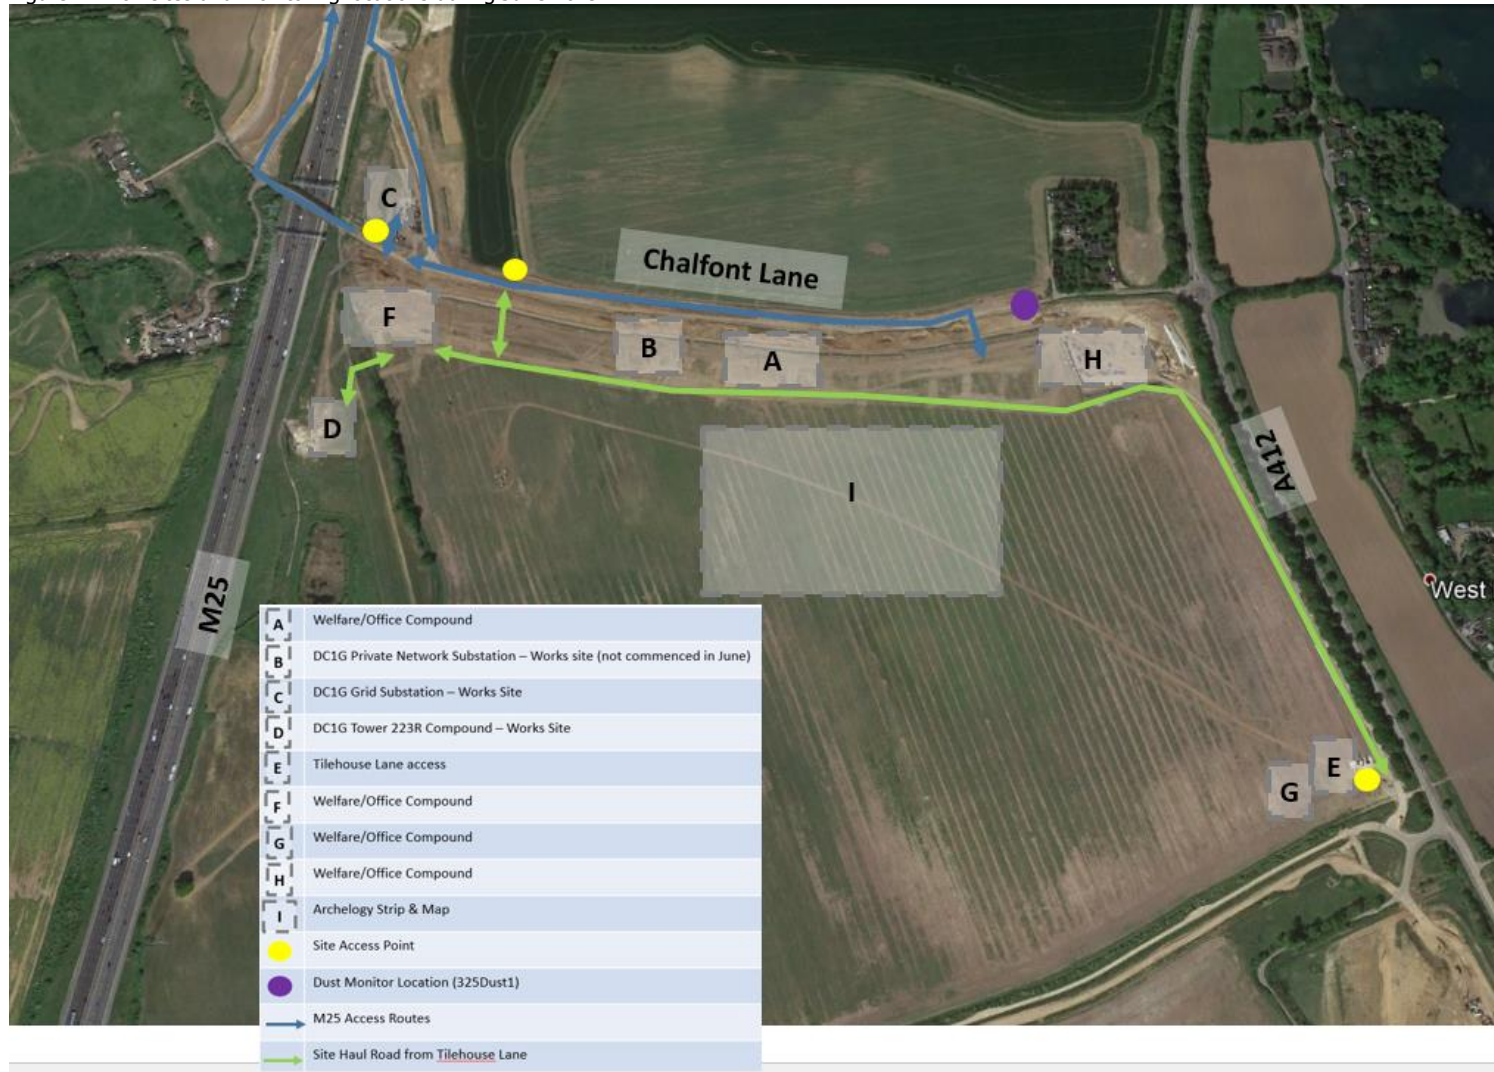 C
Chalfont Lane
F
B
A
H
D
A412
I
M25
West
E
G
A Welfare/Office Compound
B DC1G Private Network Substation – Works site (not commenced in June)
C DC1G Grid Substation – Works Site
D DC1G Tower 223R Compound – Works Site
E Tilehouse Lane access
F Welfare/Office Compound
G Welfare/Office Compound
H Welfare/Office Compound
I Archelogy Strip & Map
Site Access Point
Dust Monitor Location (325Dust1)
M25 Access Routes
Site Haul Road from Tilehouse Lane